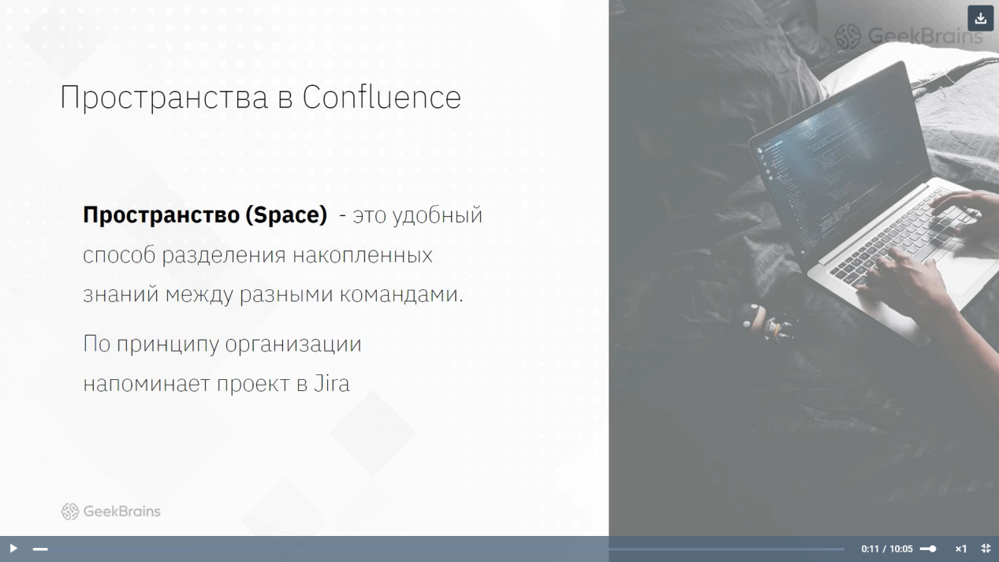 GeekBrains
Пространства в Confluence
Пространство (Space) - это удобный
способ разделения накопленных
знаний между разными командами.
По принципу организации
напоминает проект в Jira
GeekBrains
0:11 / 10:05
×1